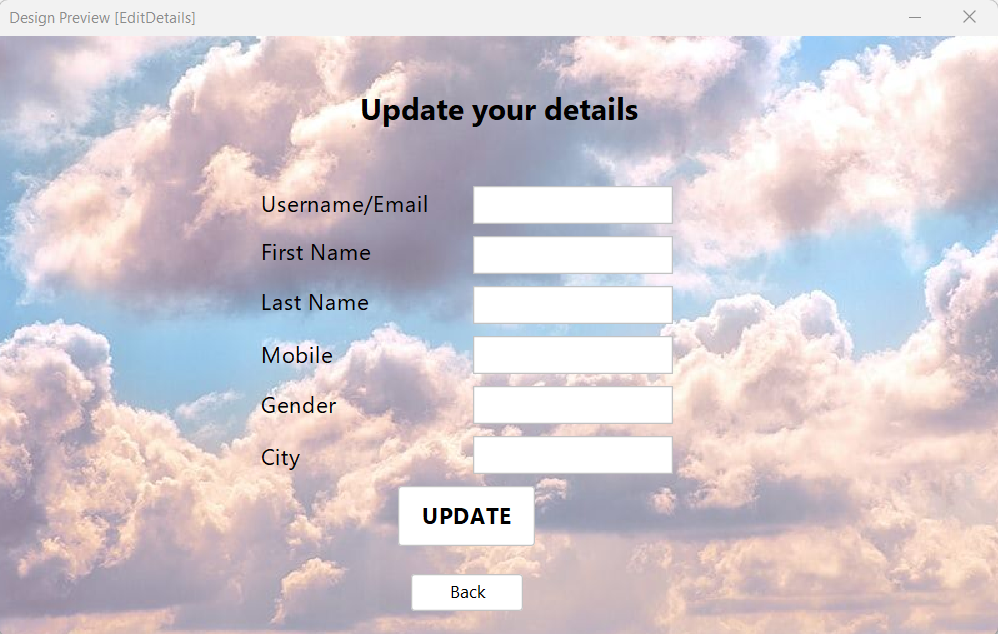 Design Preview [EditDetails]
Update your details
Username/Email
First Name
Last Name
Mobile
Gender
City
UPDATE
Back